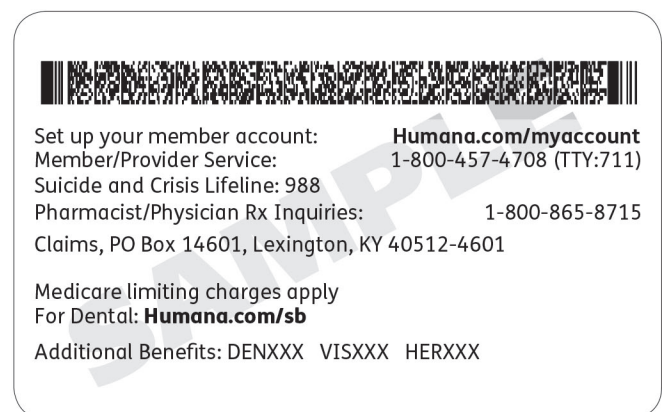 Set up your member account: Humana.com/myaccount
Member/Provider Service: 1-800-457-4708 (TTY:711)
Suicide and Crisis Lifeline: 988
Pharmacist/Physician Rx Inquiries: 1-800-865-8715
Claims, PO Box 14601, Lexington, KY 40512-4601
Medicare limiting charges apply
For Dental: Humana.com/sb
Additional Benefits: DENXXX VISXXX HERXXX
SAMPLE